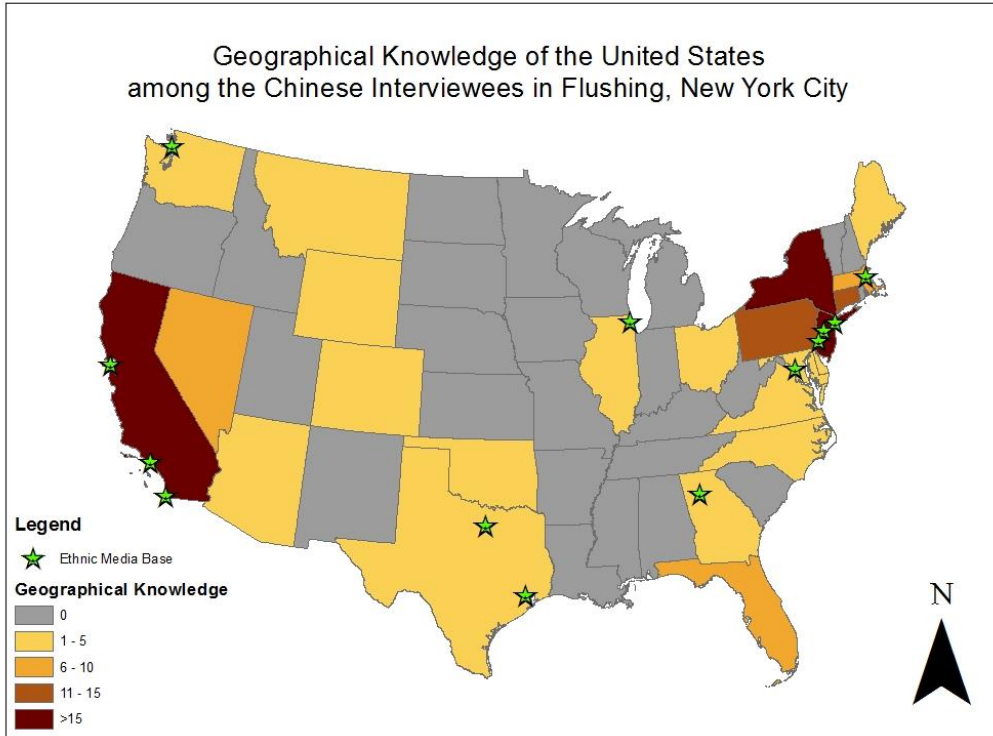 Geographical Knowledge of the United States
among the Chinese Interviewees in Flushing, New York City
Legend
Ethnic Media Base
Geographical Knowledge
0
1 - 5
6 - 10
11 - 15
>15
N